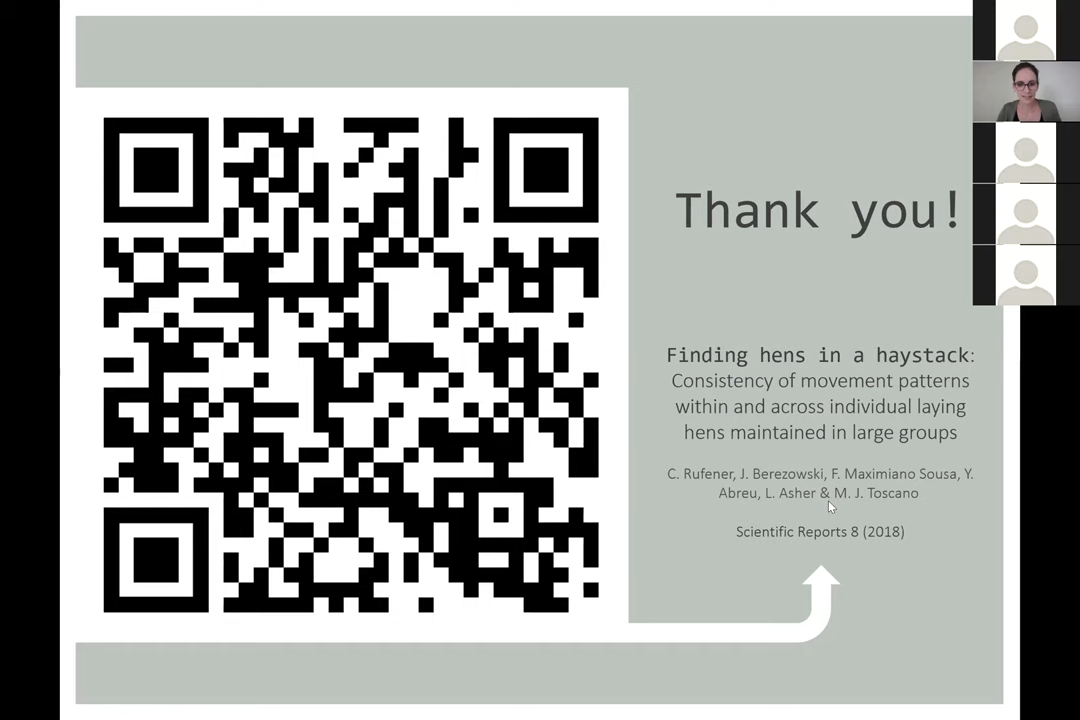 Thank you!
Finding hens in a haystack:
Consistency of movement patterns
within and across individual laying
hens maintained in large groups
C. Rufener, J. Berezowski, F. Maximiano Sousa, Y.
Abreu, L. Asher & M. J. Toscano
Scientific Reports 8 (2018)